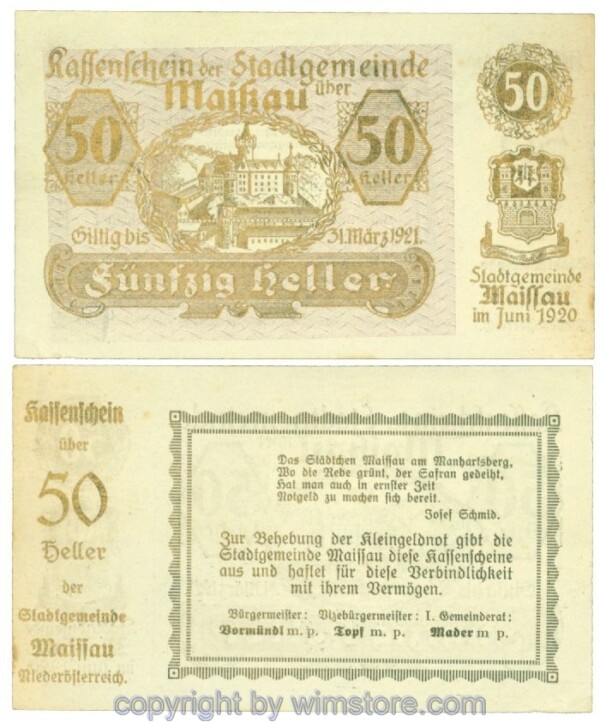 Kassenschein der Stadtgemeinde
Maissau über
50
Heller
50
Heller
Giltig bis
31. März 1921.
Fünfzig Heller
50
Stadtgemeinde
Maissau
im Juni 1920
Kassenschein
über
50
Heller
der
Stadtgemeinde
Maissau
Niederösterreich.
Das Städtchen Maissau am Manhartsberg,
Wo die Rebe grünt, der Safran gedeiht,
Hat man auch in ernster Zeit
Notgeld zu machen sich bereit.
Josef Schmid.
Zur Behebung der Kleingeldnot gibt die
Stadtgemeinde Maissau diese Kassenscheine
aus und haftet für diese Verbindlichkeit
mit ihrem Vermögen.
Bürgermeister: Vizebürgermeister: I. Gemeinderat:
Vormündl m. p. Topf m. p. Mader m p.
copyright by wimstore.com